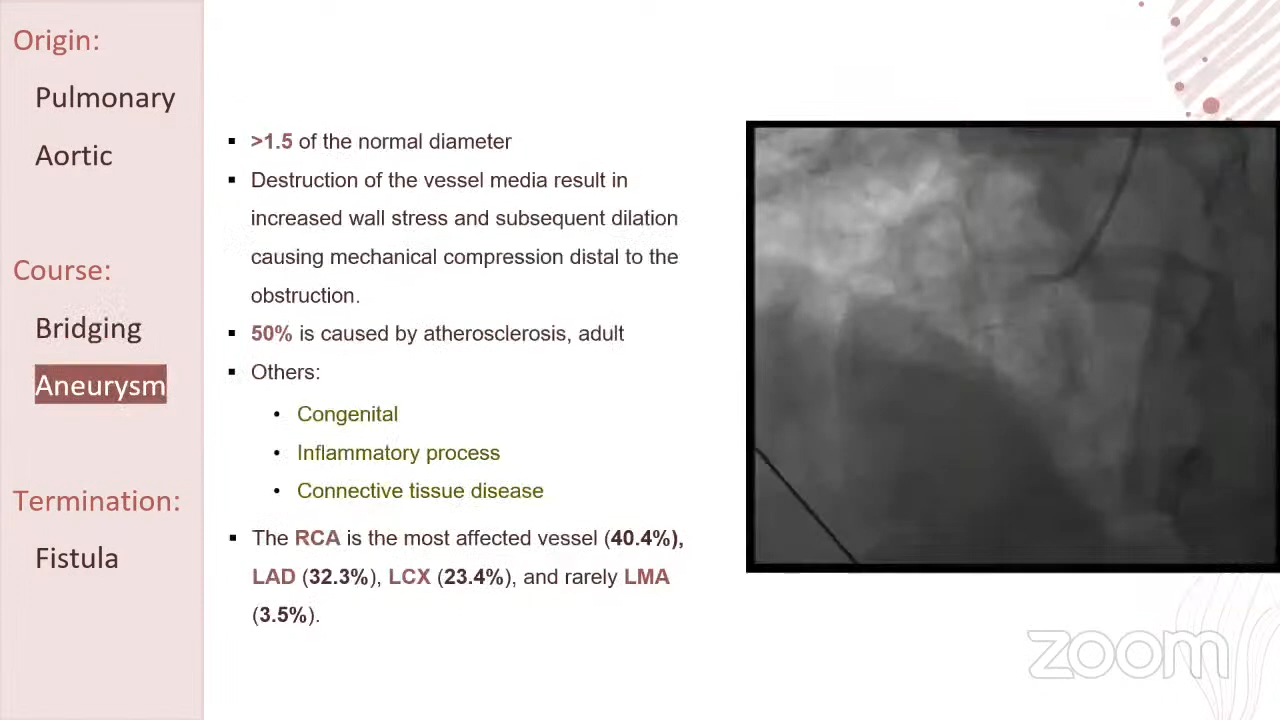 Origin:
Pulmonary
Aortic
Course:
Bridging
Aneurysm
Termination:
Fistula
▪ >1.5 of the normal diameter
▪ Destruction of the vessel media result in
increased wall stress and subsequent dilation
causing mechanical compression distal to the
obstruction.
▪ 50% is caused by atherosclerosis, adult
▪ Others:
• Congenital
• Inflammatory process
• Connective tissue disease
▪ The RCA is the most affected vessel (40.4%),
LAD (32.3%), LCX (23.4%), and rarely LMA
(3.5%).
zoom